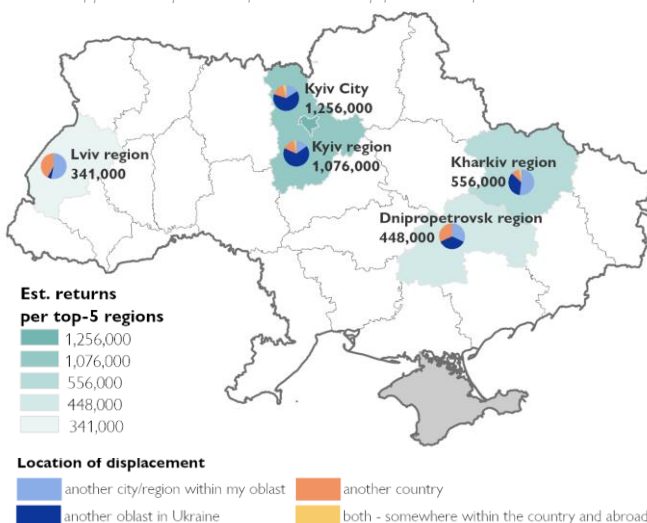 Kyiv City
1,256,000
Lviv region
341,000
Kyiv region
1,076,000
Kharkiv region
556,000
Dnipropetrovsk region
448,000
Est. returns
per top-5 regions
1,256,000
1,076,000
556,000
448,000
341,000
Location of displacement
another city/region within my oblast
another country
another oblast in Ukraine
both - somewhere within the country and abroad